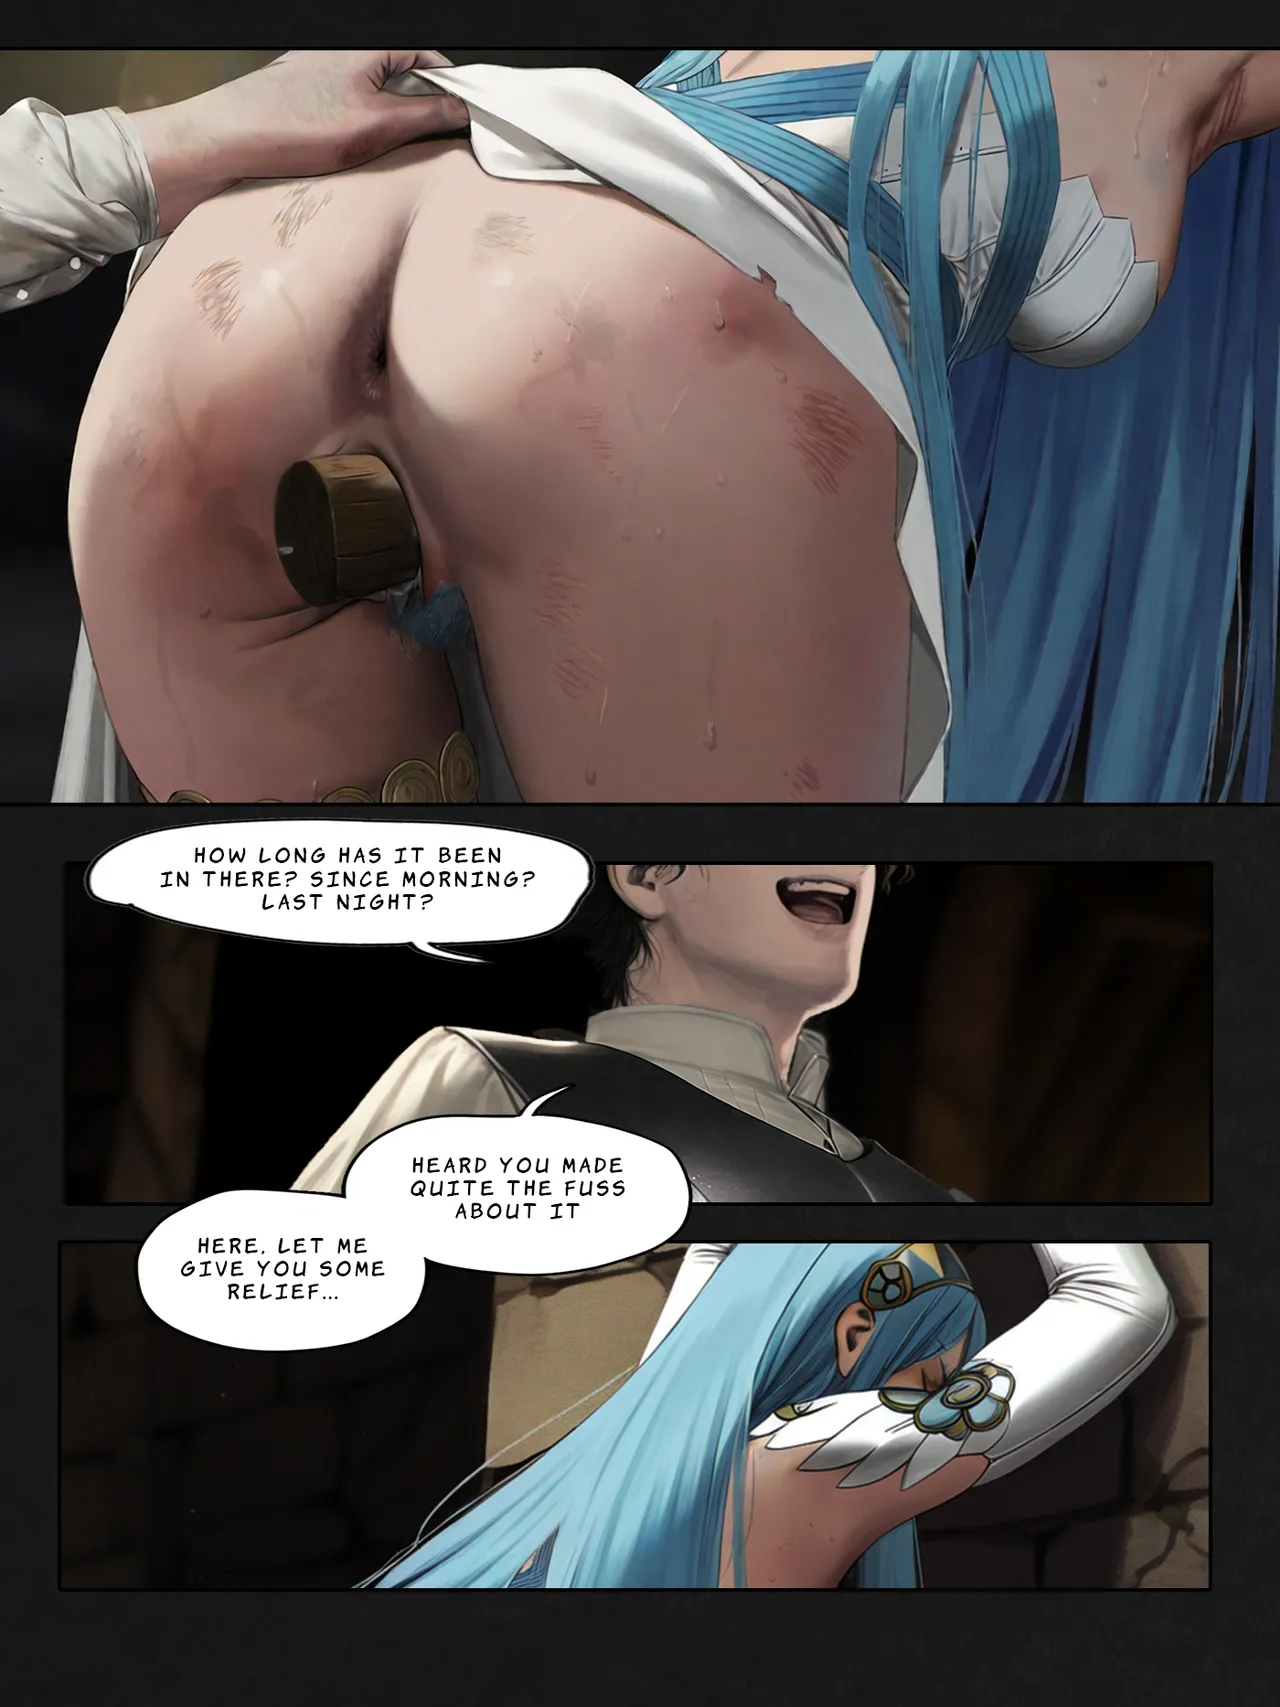 HOW LONG HAS IT BEEN
IN THERE? SINCE MORNING?
LAST NIGHT?
HEARD YOU MADE
QUITE THE FUSS
ABOUT IT
HERE, LET ME
GIVE YOU SOME
RELIEF...